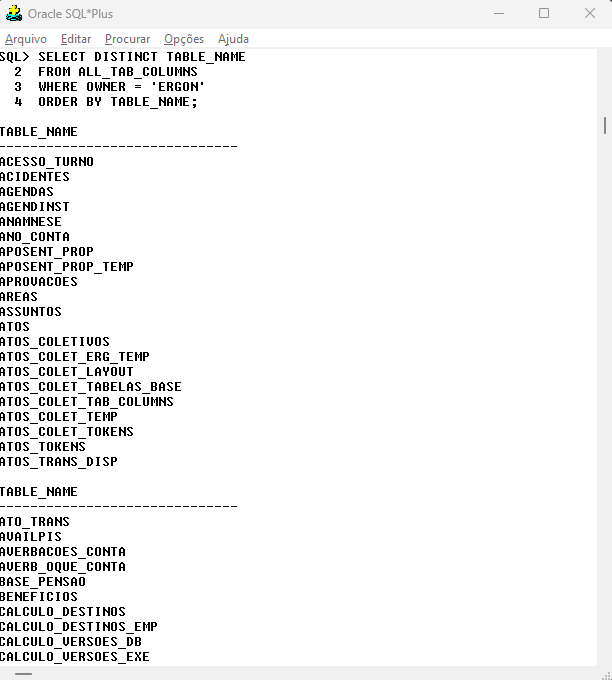 Oracle SQL*Plus
Arquivo Editar Procurar Opções Ajuda
SQL> SELECT DISTINCT TABLE_NAME
  2  FROM ALL_TAB_COLUMNS
  3  WHERE OWNER = 'ERGON'
  4  ORDER BY TABLE_NAME;

TABLE_NAME
------------------------------
ACESSO_TURNO
ACIDENTES
AGENDAS
AGENDINST
ANAMNESE
ANO_CONTA
APOSENT_PROP
APOSENT_PROP_TEMP
APROVACOES
AREAS
ASSUNTOS
ATOS
ATOS_COLETIVOS
ATOS_COLET_ERG_TEMP
ATOS_COLET_LAYOUT
ATOS_COLET_TABELAS_BASE
ATOS_COLET_TAB_COLUMNS
ATOS_COLET_TEMP
ATOS_COLET_TOKENS
ATOS_TOKENS
ATOS_TRANS_DISP

TABLE_NAME
------------------------------
ATO_TRANS
AVAILPIS
AVERBACOES_CONTA
AVERB_OQUE_CONTA
BASE_PENSAO
BENEFICIOS
CALCULO_DESTINOS
CALCULO_DESTINOS_EMP
CALCULO_VERSOES_DB
CALCULO_VERSOES_EXE